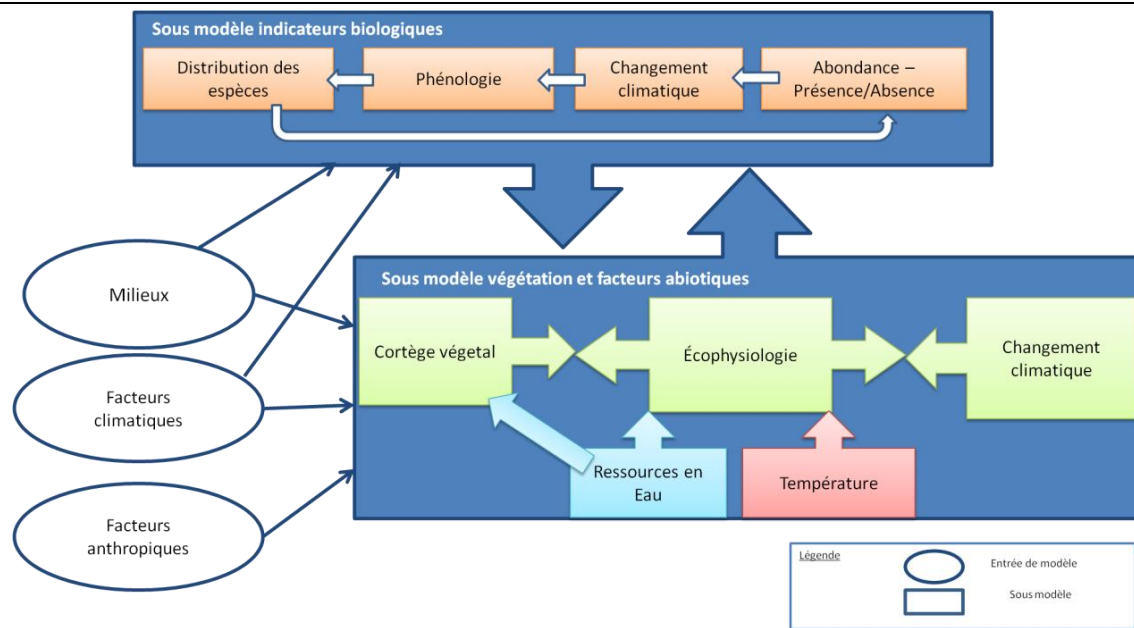 Sous modèle indicateurs biologiques
Distribution des
espèces
Phénologie
Changement
climatique
Abondance –
Présence/Absence
Sous modèle végétation et facteurs abiotiques
Milieux
Cortège végetal
Écophysiologie
Changement
climatique
Facteurs
climatiques
Ressources en
Eau
Température
Facteurs
anthropiques
Légende
Entrée de modèle
Sous modèle